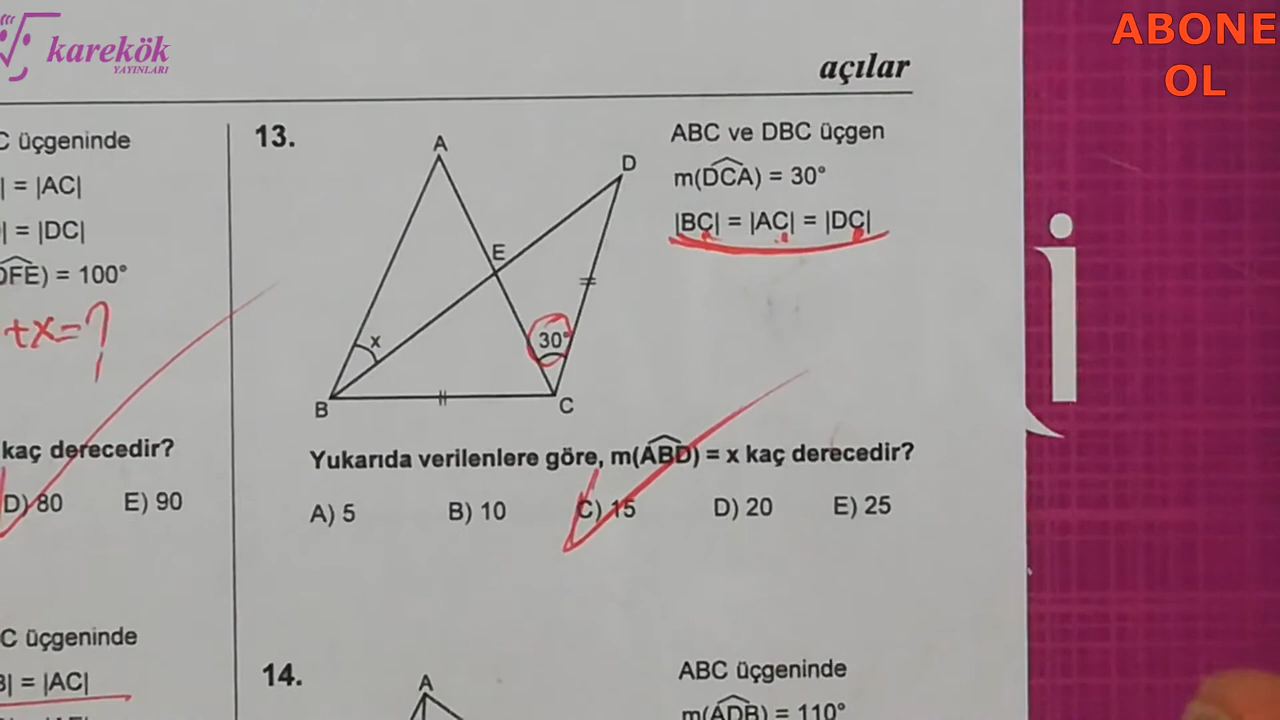 karekök
YAYINLARI
ABONE
OL
açılar
C üçgeninde
| = |AC|
| = |DC|
DFE) = 100°
+x=?
kaç derecedir?
D) 80 E) 90
C üçgeninde
B| = |AC|
13.
A
D
E
x
30°
B
C
ABC ve DBC üçgen
m(DCA) = 30°
|BC| = |AC| = |DC|
Yukarıda verilenlere göre, m(ABD) = x kaç derecedir?
A) 5 B) 10 C) 15 D) 20 E) 25
14.
A
ABC üçgeninde
m(ADB) = 110°
i